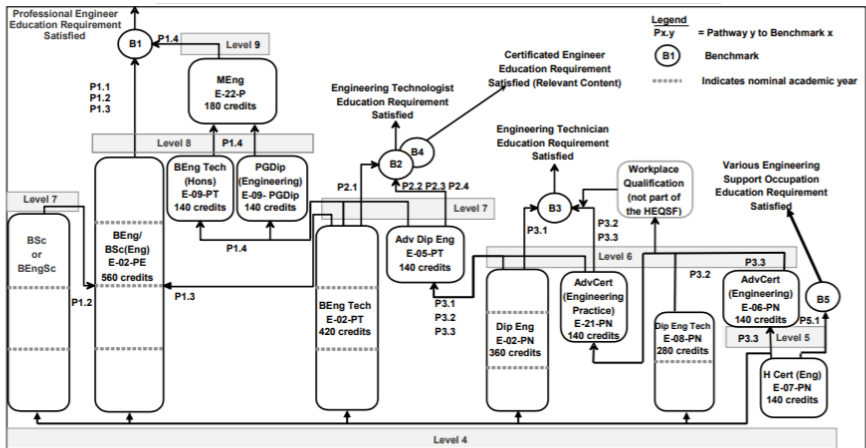 Professional Engineer
Education Requirement
Satisfied
B1
P1.4
Level 9
Legend
Px.y = Pathway y to Benchmark x
B1 Benchmark
Indicates nominal academic year
MEng
E-22-P
180 credits
P1.1
P1.2
P1.3
Certificated Engineer
Education Requirement
Satisfied (Relevant Content)
Engineering Technologist
Education Requirement
Satisfied
Engineering Technician
Education Requirement
Satisfied
Various Engineering
Support Occupation
Education Requirement
Satisfied
Level 8
P1.4
B4
B2
BEng Tech
(Hons)
E-09-PT
140 credits
PGDip
(Engineering)
E-09- PGDip
140 credits
P2.1
P2.2 P2.3 P2.4
Workplace
Qualification
(not part of
the HEQSF)
B3
Level 7
Level 7
P3.1
P3.2
P3.3
BSc
or
BEngSc
BEng/
BSc(Eng)
E-02-PE
560 credits
P1.4
Adv Dip Eng
E-05-PT
140 credits
Level 6
P3.3
P3.2
P1.2
P1.3
BEng Tech
E-02-PT
420 credits
P3.1
P3.2
P3.3
Dip Eng
E-02-PN
360 credits
AdvCert
(Engineering
Practice)
E-21-PN
140 credits
Dip Eng Tech
E-08-PN
280 credits
AdvCert
(Engineering)
E-06-PN
140 credits
B5
P5.1
P3.3
Level 5
H Cert (Eng)
E-07-PN
140 credits
Level 4